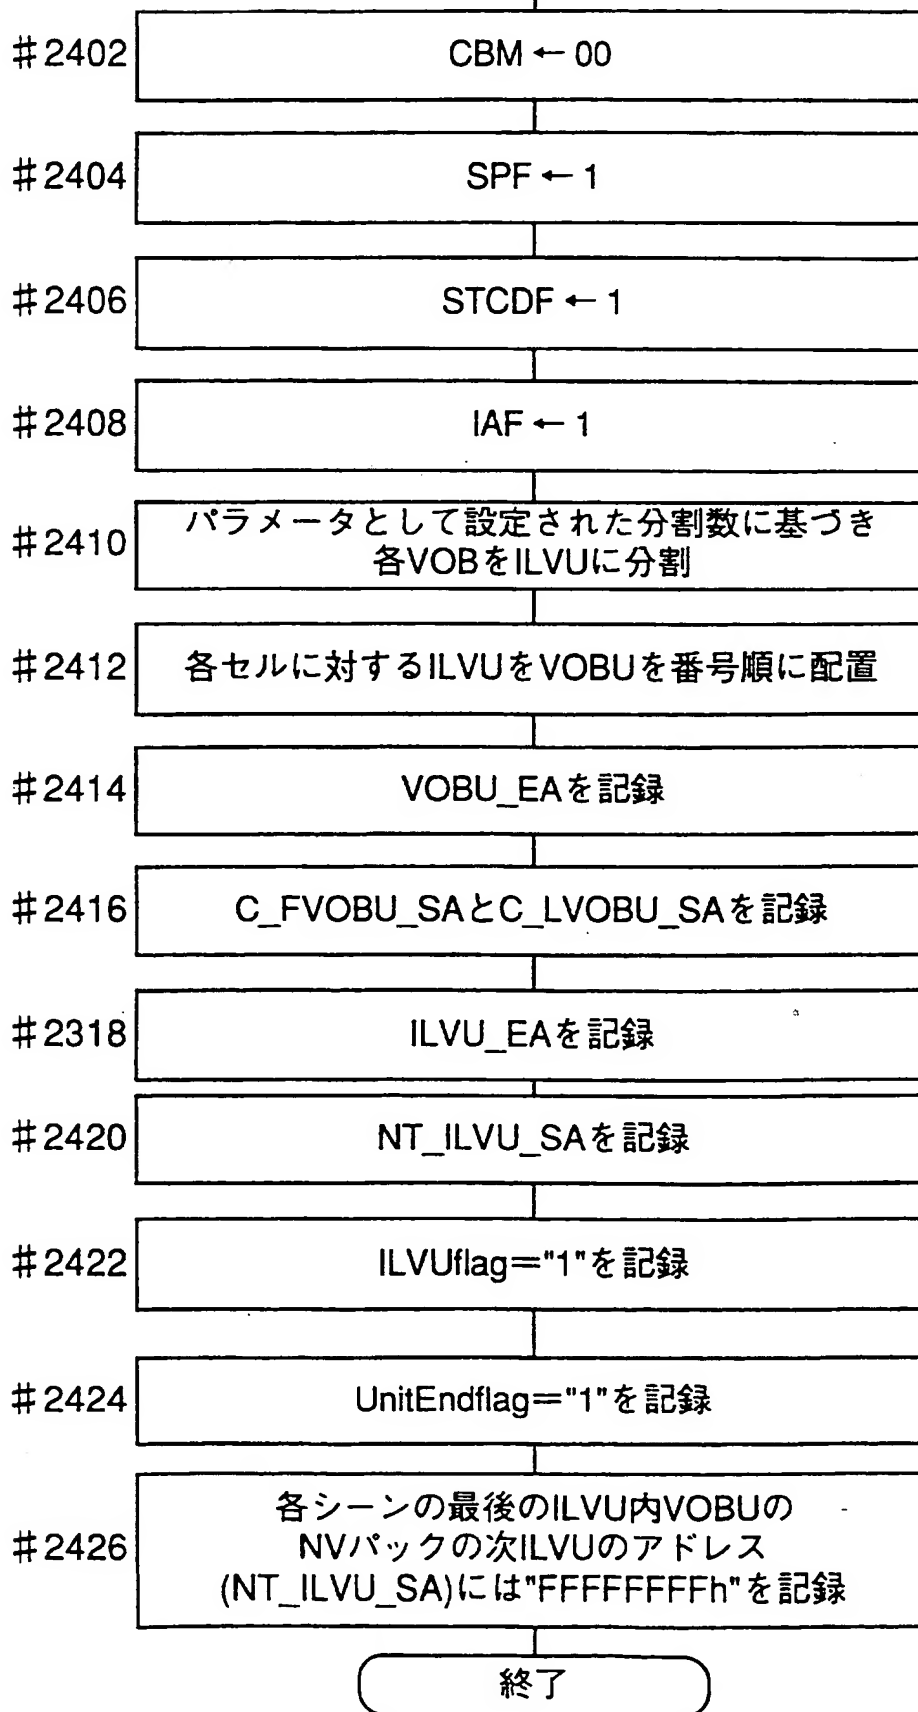 #2402 CBM ← 00
#2404 SPF ← 1
#2406 STCDF ← 1
#2408 IAF ← 1
#2410 パラメータとして設定された分割数に基づき
各VOBをILVUに分割
#2412 各セルに対するILVUをVOBUを番号順に配置
#2414 VOBU_EAを記録
#2416 C_FVOBU_SAとC_LVOBU_SAを記録
#2318 ILVU_EAを記録
#2420 NT_ILVU_SAを記録
#2422 ILVUflag="1"を記録
#2424 UnitEndflag="1"を記録
#2426 各シーンの最後のILVU内VOBUの
NVパックの次ILVUのアドレス
(NT_ILVU_SA)には"FFFFFFFFh"を記録
終了